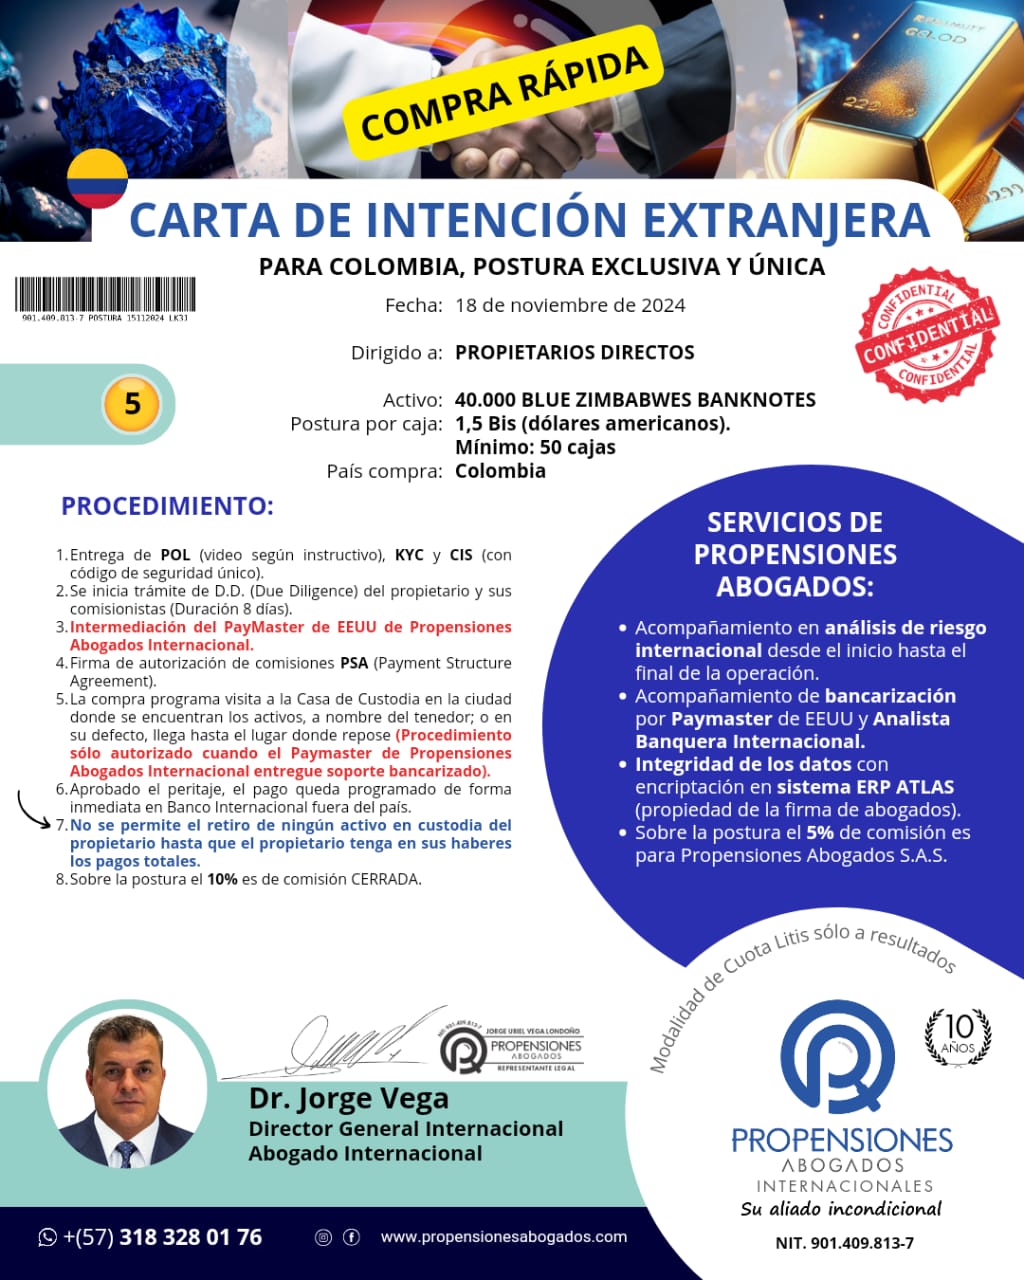 COMPRA RÁPIDA
CARTA DE INTENCIÓN EXTRANJERA
PARA COLOMBIA, POSTURA EXCLUSIVA Y ÚNICA
901.409.813-7 POSTURA 15112024 LK3J
Fecha: 18 de noviembre de 2024
CONFIDENTIAL
CONFIDENTIAL
CONFIDENTIAL
Dirigido a: PROPIETARIOS DIRECTOS
5
Activo: 40.000 BLUE ZIMBABWES BANKNOTES
Postura por caja: 1,5 Bis (dólares americanos).
Mínimo: 50 cajas
País compra: Colombia
PROCEDIMIENTO:
1. Entrega de POL (video según instructivo), KYC y CIS (con
código de seguridad único).
2. Se inicia trámite de D.D. (Due Diligence) del propietario y sus
comisionistas (Duración 8 días).
3. Intermediación del PayMaster de EEUU de Propensiones
Abogados Internacional.
4. Firma de autorización de comisiones PSA (Payment Structure
Agreement).
5. La compra programa visita a la Casa de Custodia en la ciudad
donde se encuentran los activos, a nombre del tenedor; o en
su defecto, llega hasta el lugar donde repose (Procedimiento
sólo autorizado cuando el Paymaster de Propensiones
Abogados Internacional entregue soporte bancarizado).
6. Aprobado el peritaje, el pago queda programado de forma
inmediata en Banco Internacional fuera del país.
7. No se permite el retiro de ningún activo en custodia del
propietario hasta que el propietario tenga en sus haberes
los pagos totales.
8. Sobre la postura el 10% es de comisión CERRADA.
SERVICIOS DE
PROPENSIONES
ABOGADOS:
• Acompañamiento en análisis de riesgo
internacional desde el inicio hasta el
final de la operación.
• Acompañamiento de bancarización
por Paymaster de EEUU y Analista
Banquera Internacional.
• Integridad de los datos con
encriptación en sistema ERP ATLAS
(propiedad de la firma de abogados).
• Sobre la postura el 5% de comisión es
para Propensiones Abogados S.A.S.
Modalidad de Cuota Litis sólo a resultados
NIT. 901.409.813-7
JORGE URIEL VEGA LONDOÑO
PROPENSIONES
ABOGADOS
REPRESENTANTE LEGAL
Dr. Jorge Vega
Director General Internacional
Abogado Internacional
10
AÑOS
PROPENSIONES
ABOGADOS
INTERNACIONALES
Su aliado incondicional
NIT. 901.409.813-7
+(57) 318 328 01 76
www.propensionesabogados.com